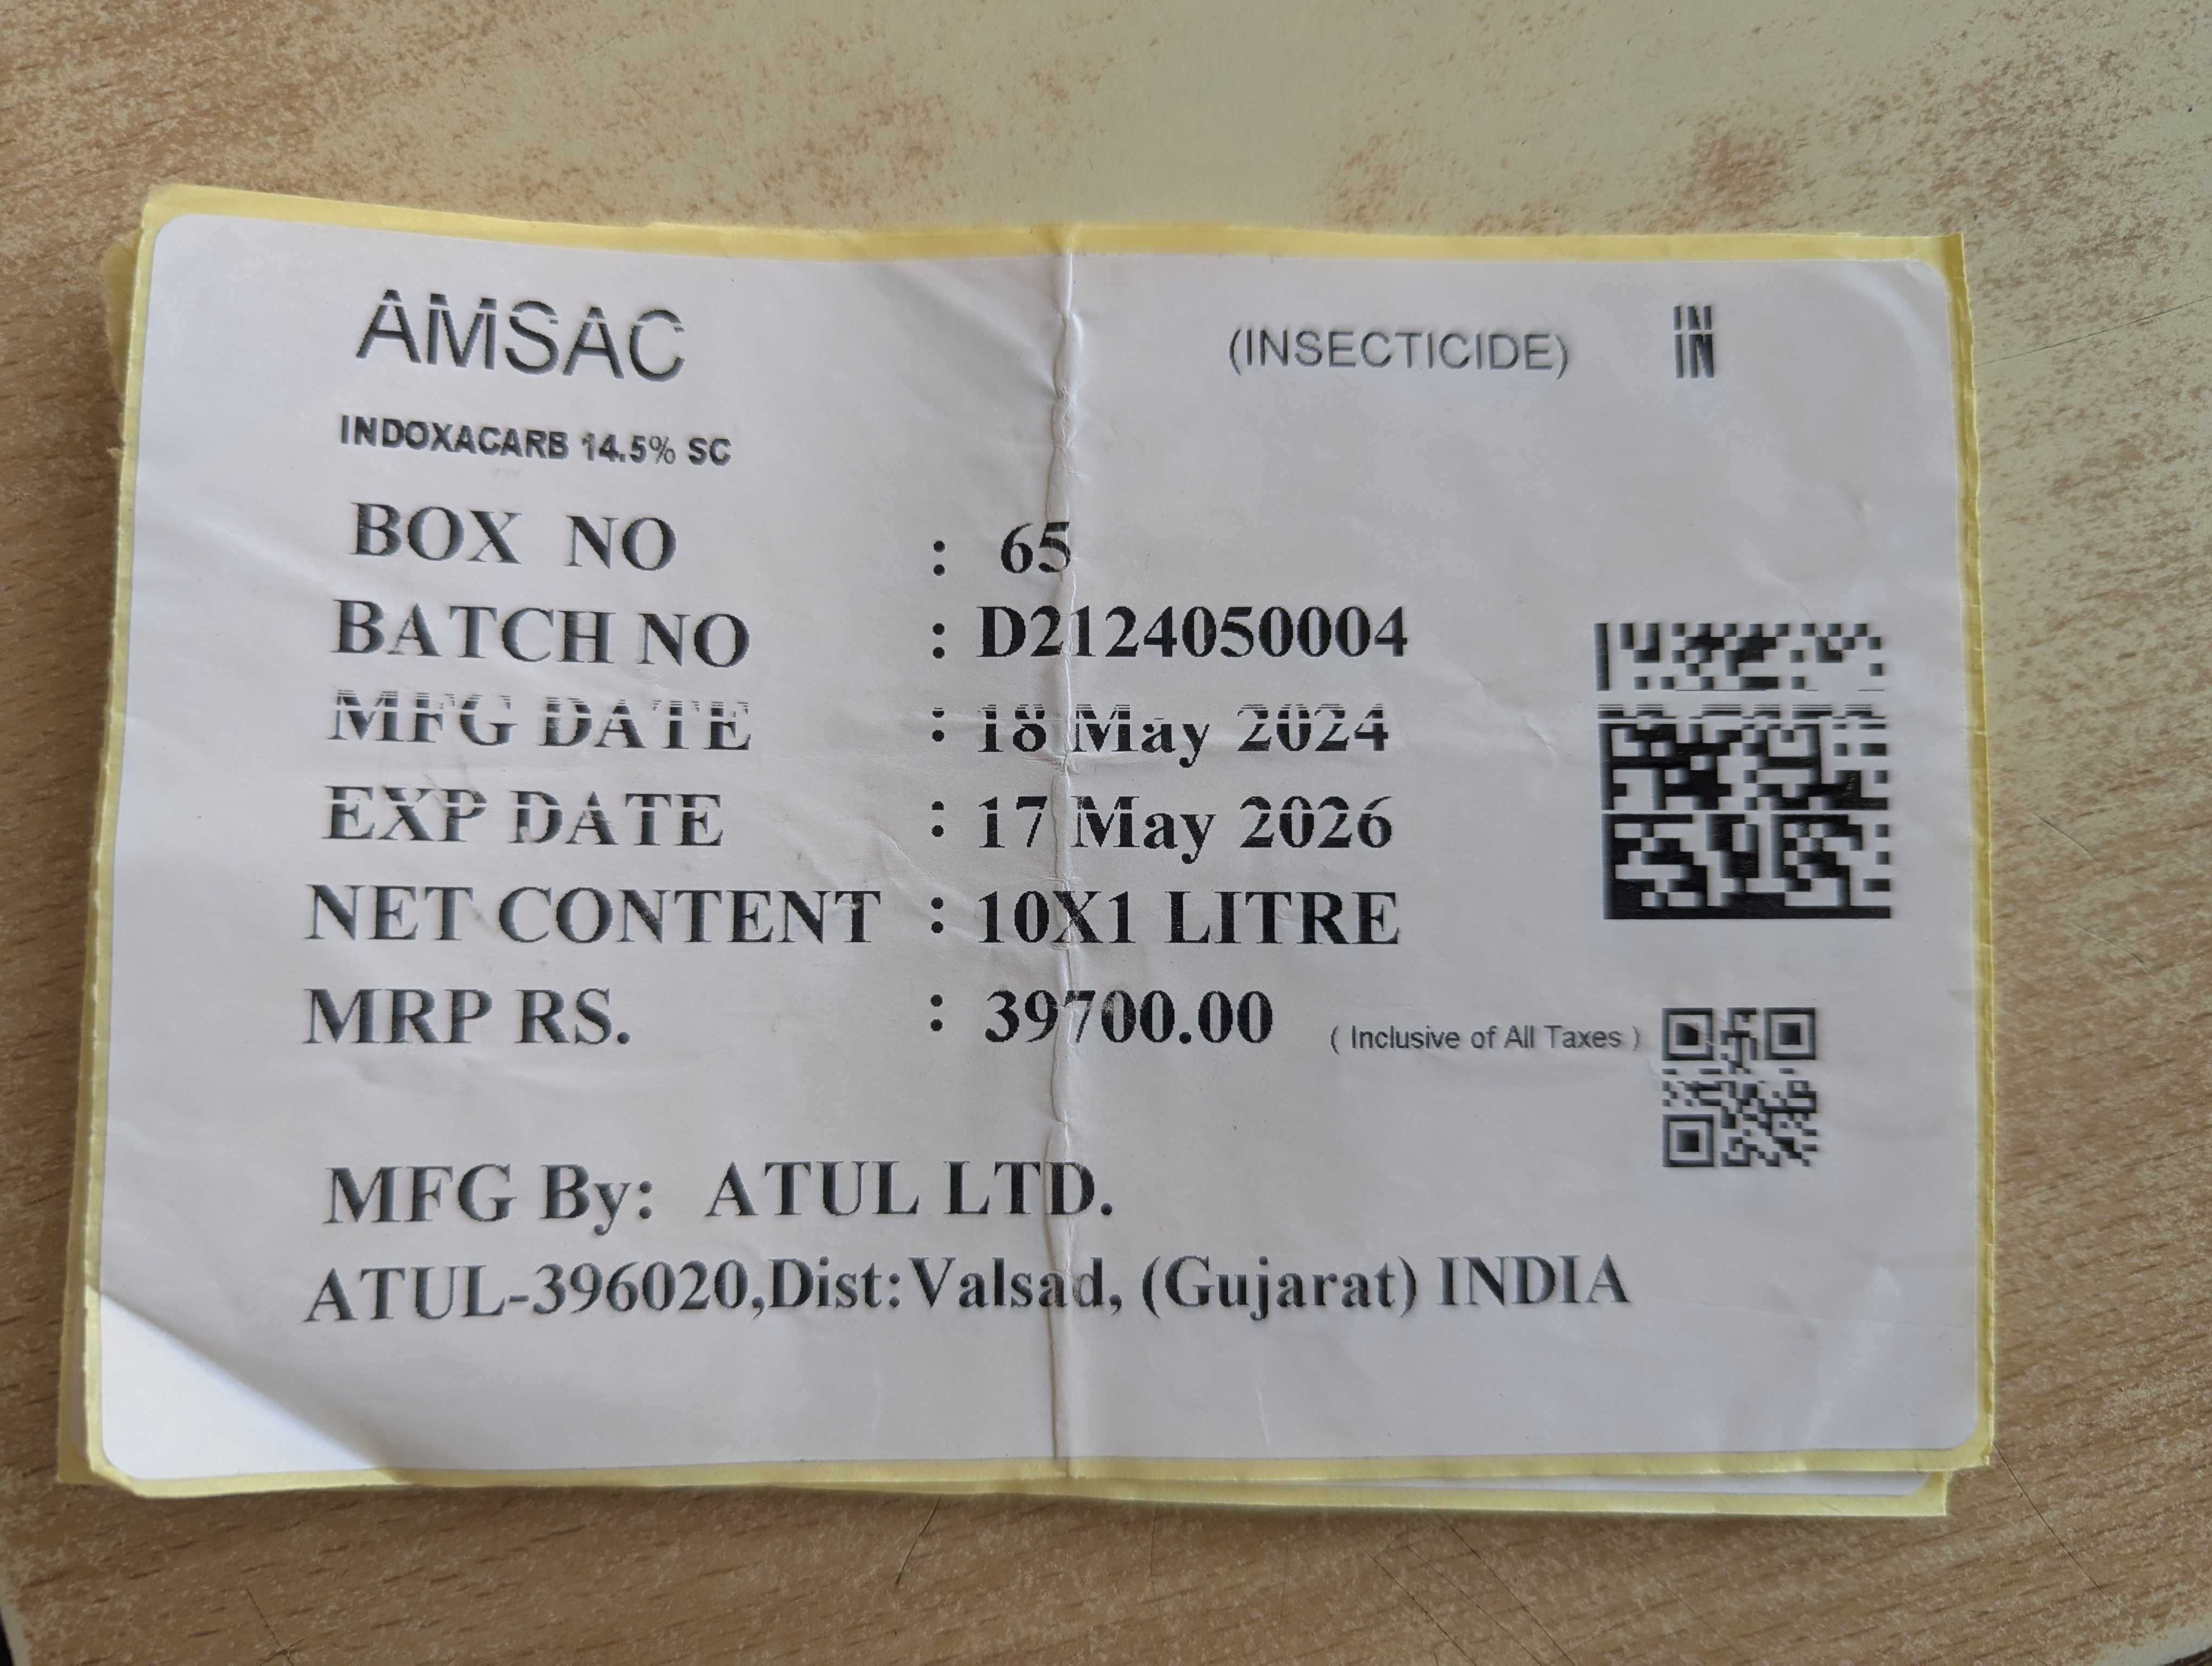 AMSAC (INSECTICIDE) IN
INDOXACARB 14.5% SC
BOX NO : 65
BATCH NO : D2124050004
MFG DATE : 18 May 2024
EXP DATE : 17 May 2026
NET CONTENT : 10X1 LITRE
MRP RS. : 39700.00 ( Inclusive of All Taxes )
MFG By: ATUL LTD.
ATUL-396020,Dist:Valsad, (Gujarat) INDIA